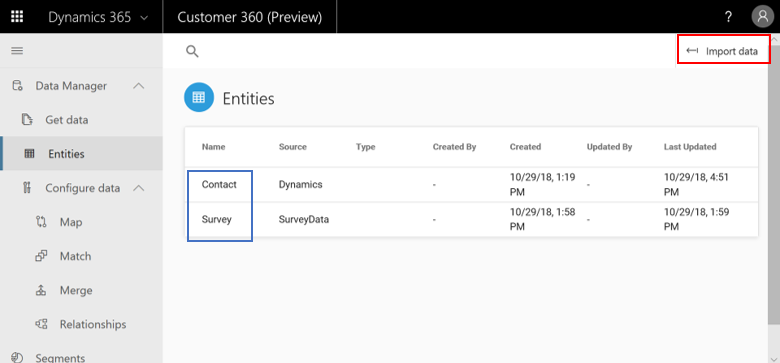 Dynamics 365
Customer 360 (Preview)
?
Import data
Data Manager
Get data
Entities
Configure data
Map
Match
Merge
Relationships
Segments
Entities
Name Source Type Created By Created Updated By Last Updated
Contact Dynamics - 10/29/18, 1:19 PM - 10/29/18, 4:51 PM
Survey SurveyData - 10/29/18, 1:58 PM - 10/29/18, 1:59 PM